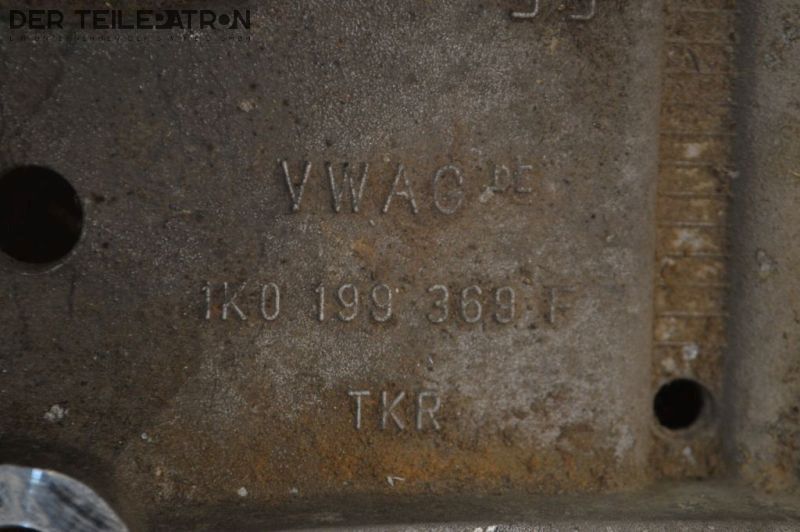 DER TEILEPATRON
VWAG DE
1K0 199 369 F
TKR